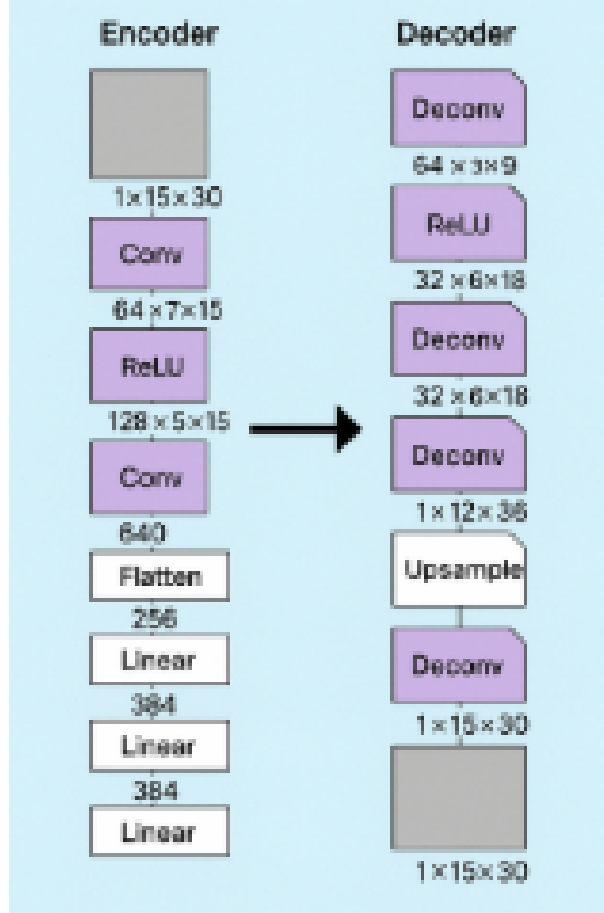 Encoder
1×15×30
Conv
64×7×15
ReLU
128×5×15
Conv
640
Flatten
256
Linear
384
Linear
384
Linear
Decoder
Deconv
64×3×9
ReLU
32×6×18
Deconv
32×6×18
Deconv
1×12×36
Upsample
Deconv
1×15×30
1×15×30